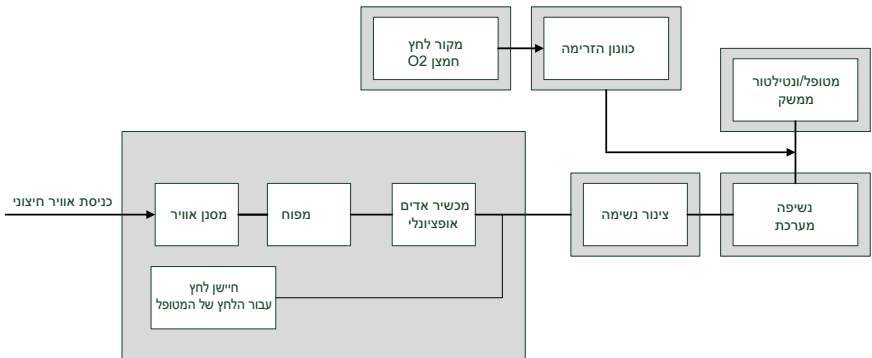 מקור לחץ
חמצן O2
כוונון הזרימה
מטופל/ונטילטור
ממשק
כניסת אוויר חיצוני
מסנן אוויר
מפוח
מכשיר אדים
אופציונלי
צינור נשימה
נשיפה
מערכת
חיישן לחץ
עבור הלחץ של המטופל